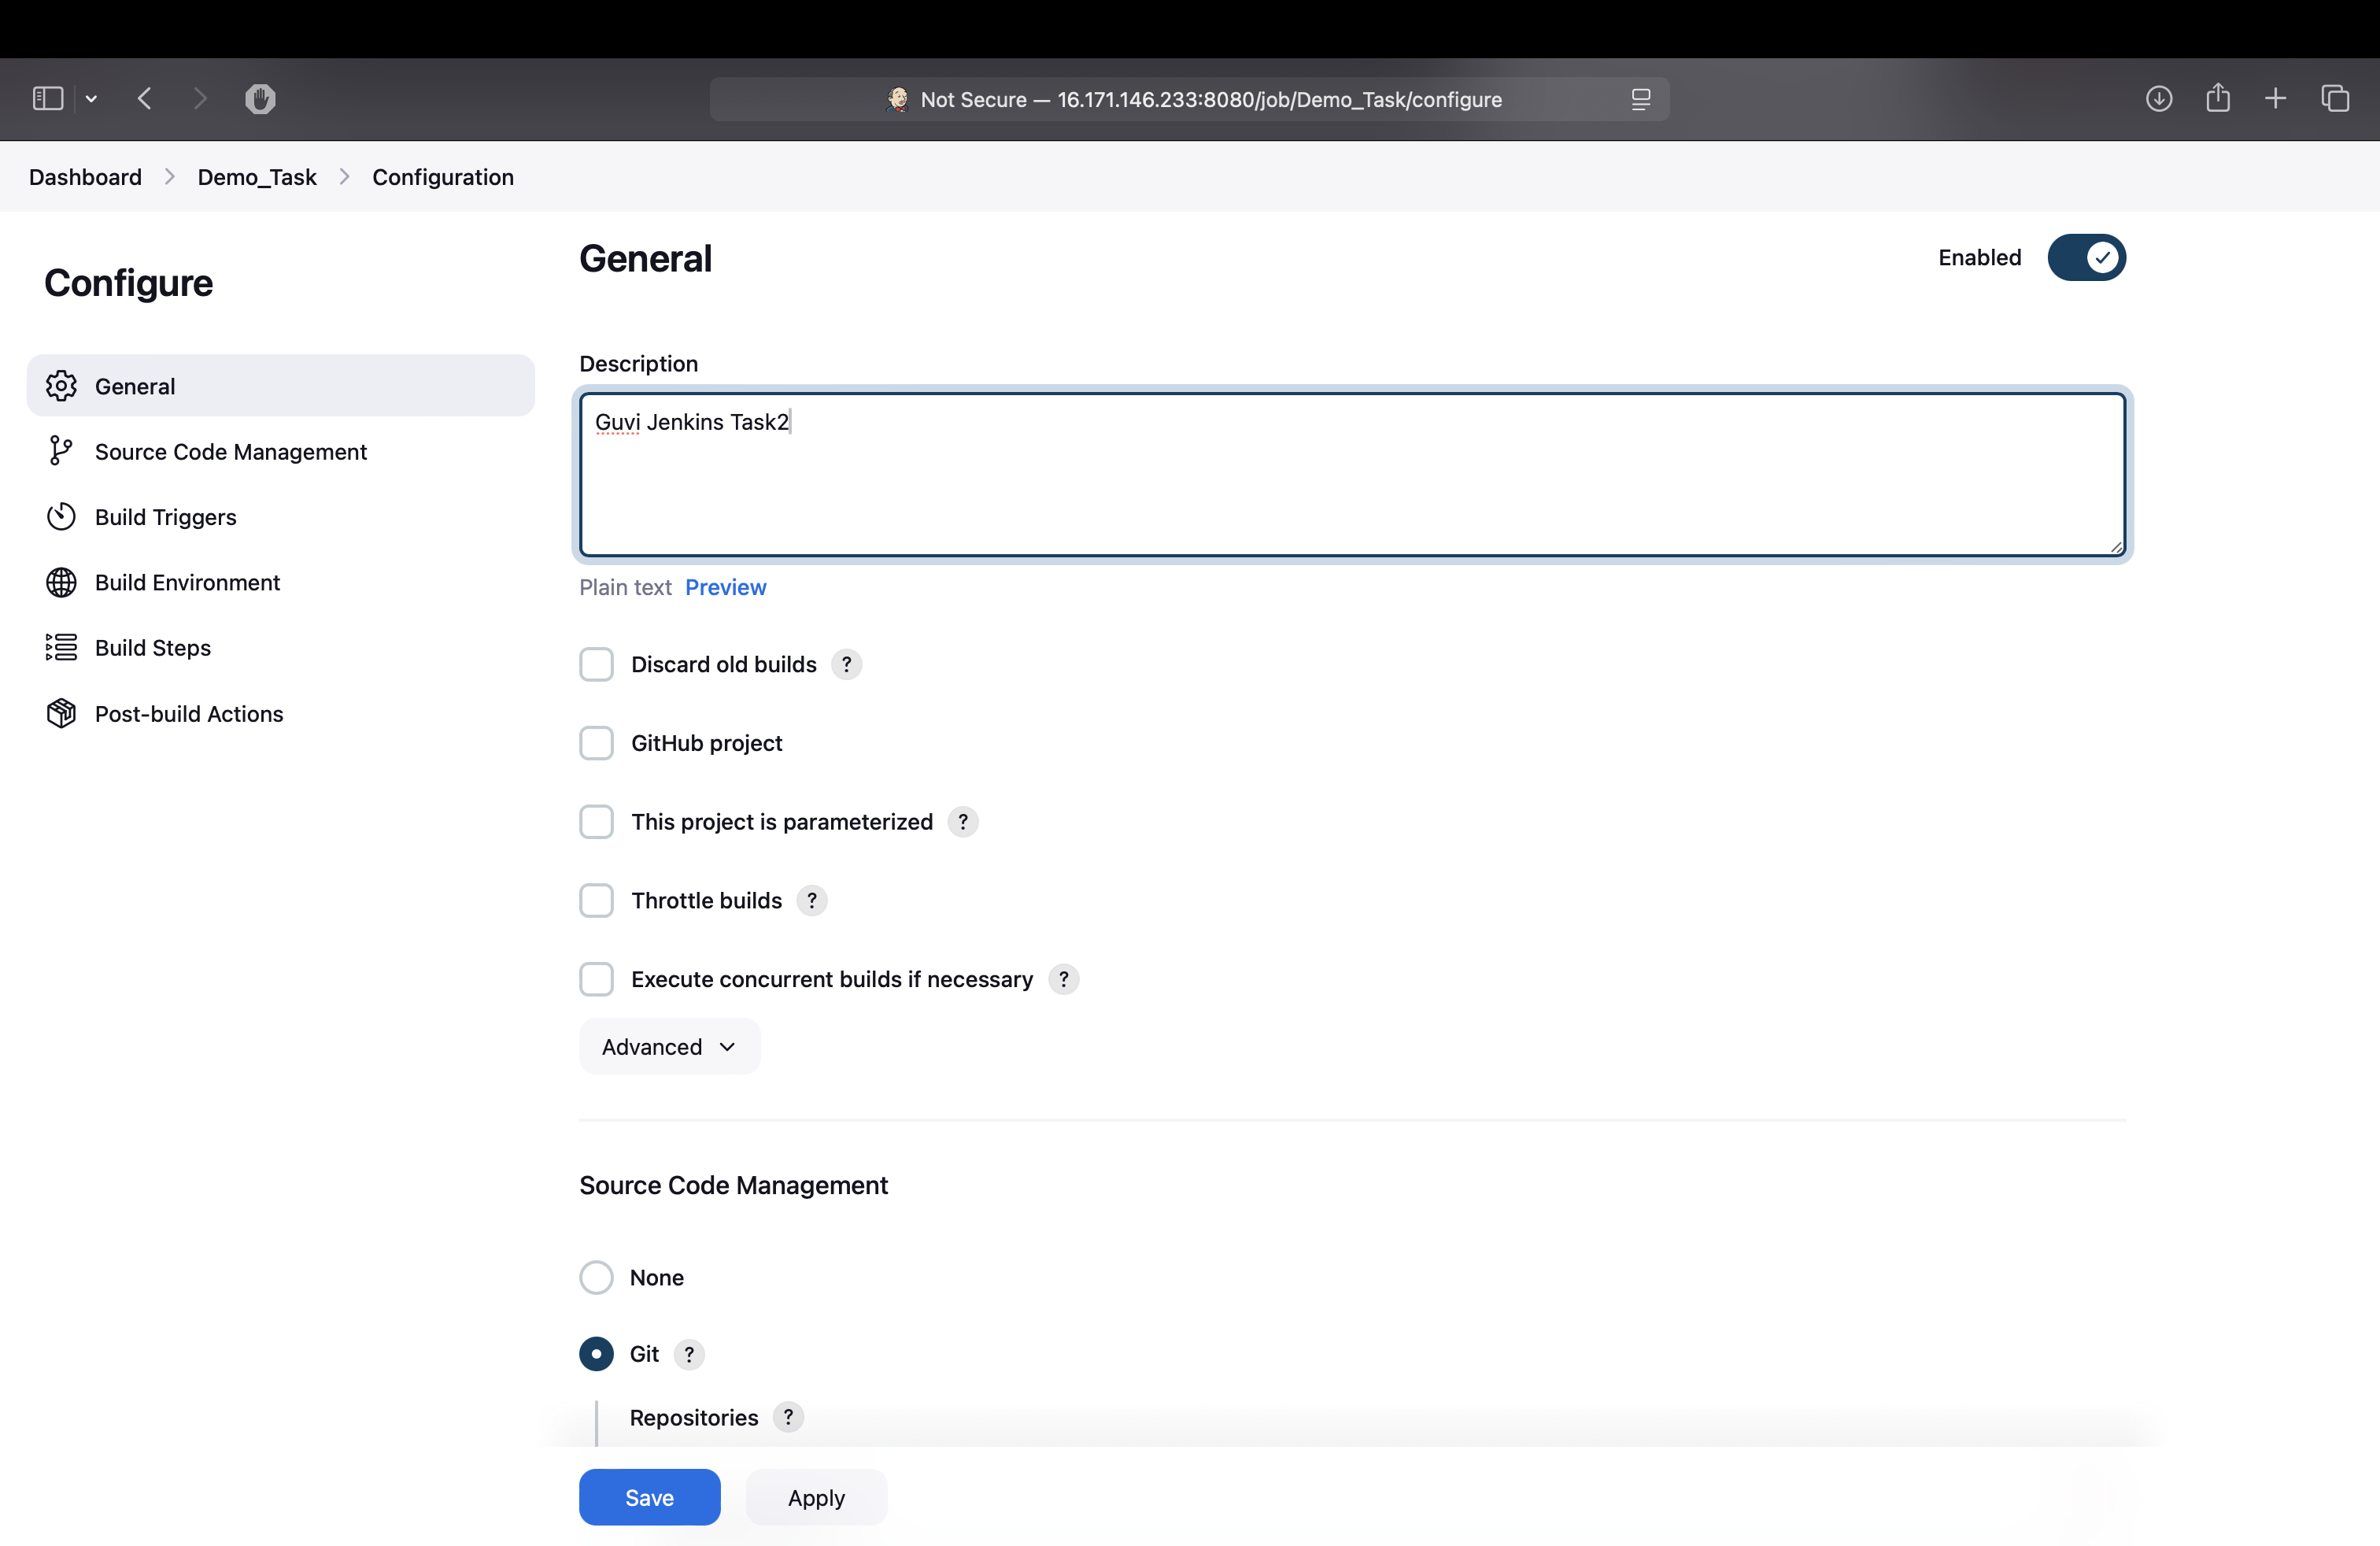 Not Secure — 16.171.146.233:8080/job/Demo_Task/configure
Dashboard > Demo_Task > Configuration
Configure
General
Source Code Management
Build Triggers
Build Environment
Build Steps
Post-build Actions
General
Enabled
Description
Guvi Jenkins Task2
Plain text Preview
Discard old builds ?
GitHub project
This project is parameterized ?
Throttle builds ?
Execute concurrent builds if necessary ?
Advanced
Source Code Management
None
Git ?
Repositories ?
Save
Apply